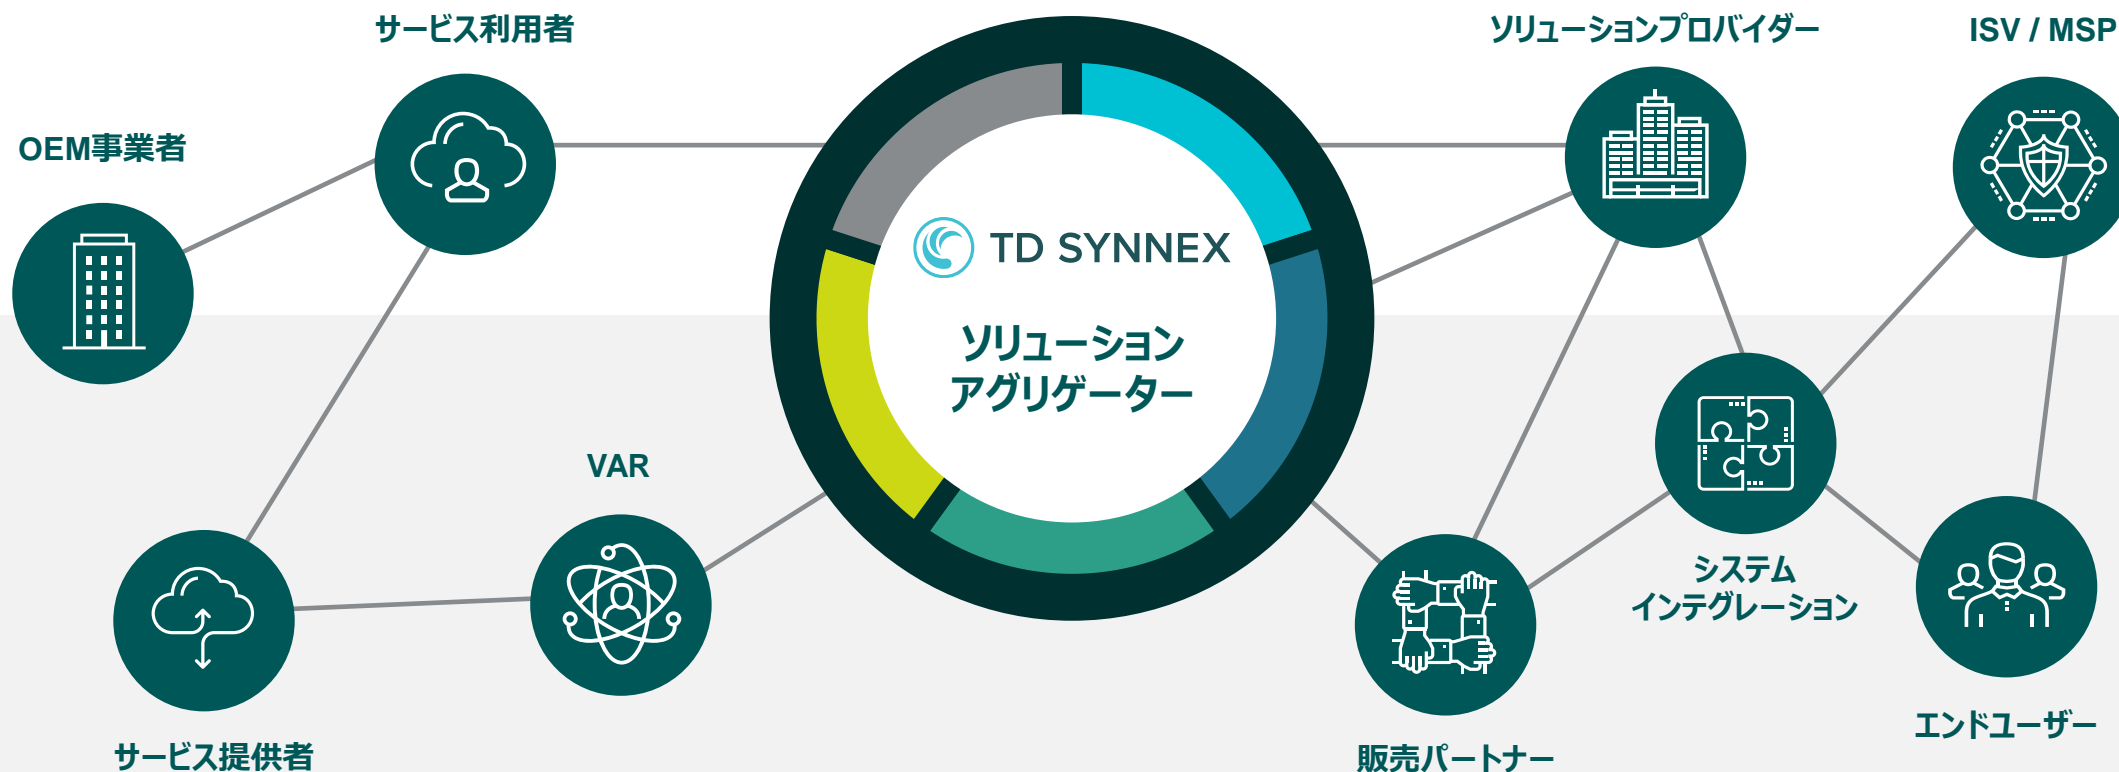 サービス利用者
ソリューションプロバイダー
ISV / MSP
OEM事業者
TD SYNNEX
ソリューション
アグリゲーター
VAR
システム
インテグレーション
エンドユーザー
サービス提供者
販売パートナー